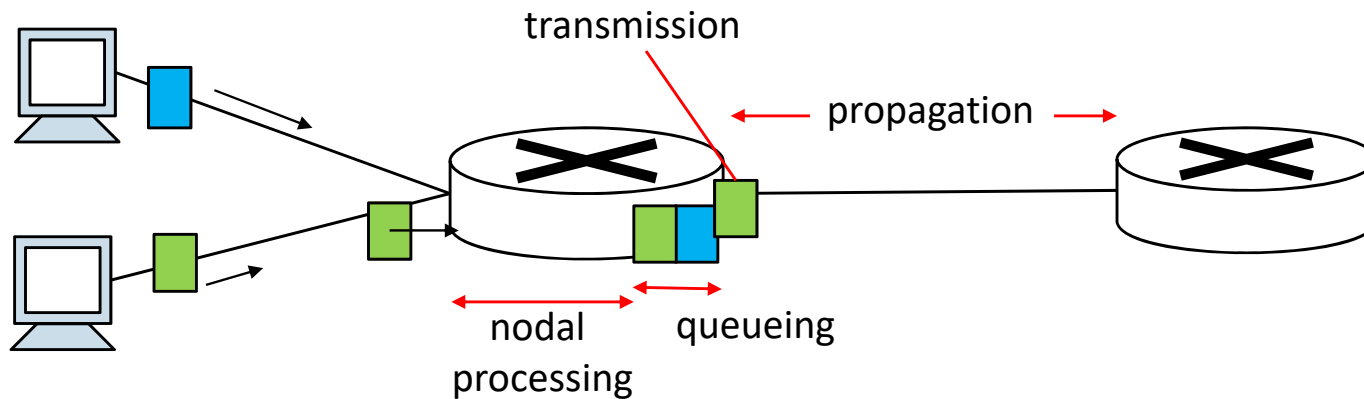 transmission
propagation
nodal
processing
queueing